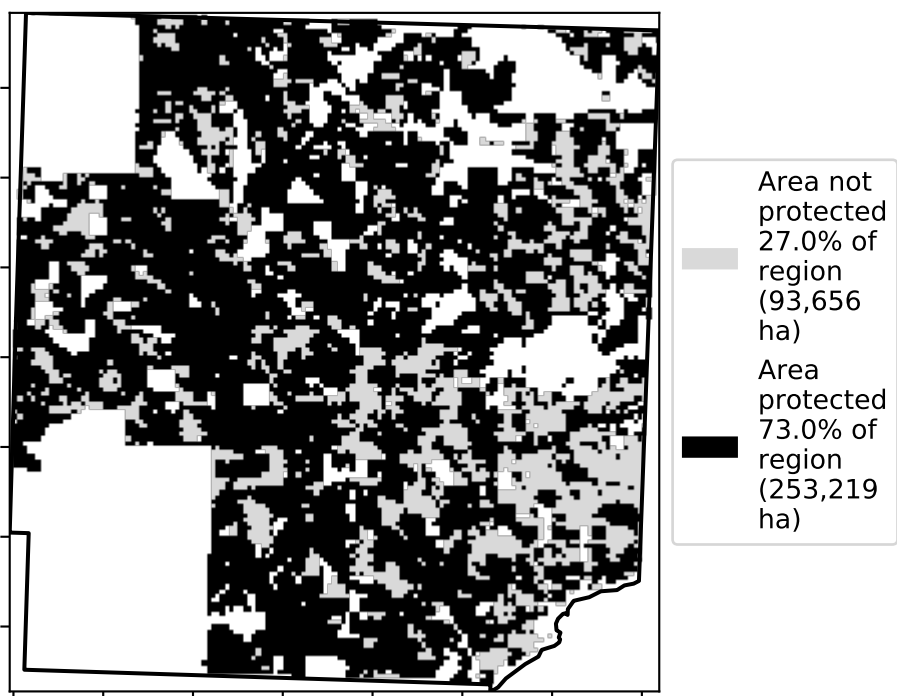 Area not
protected
27.0% of
region
(93,656
ha)
Area
protected
73.0% of
region
(253,219
ha)